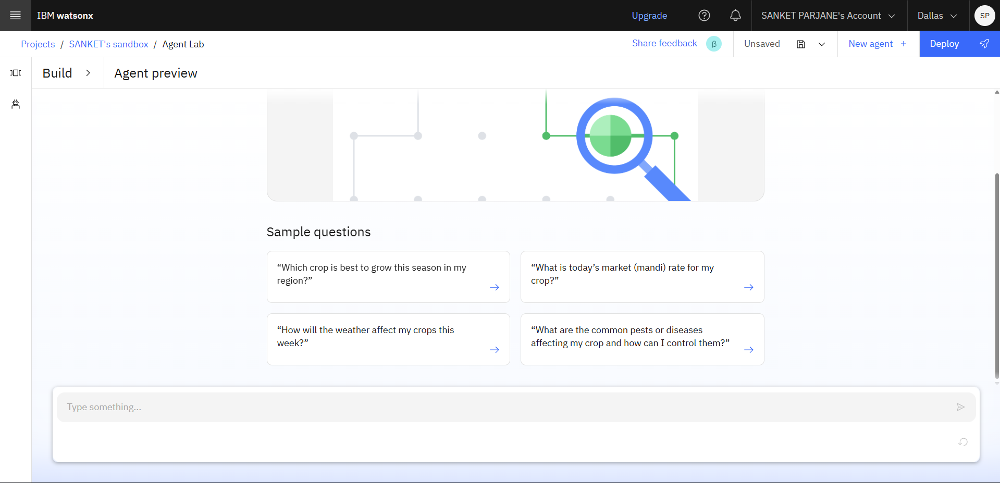 IBM watsonx
Upgrade
SANKET PARJANE's Account
Dallas
SP
Projects / SANKET's sandbox / Agent Lab
Share feedback
β
Unsaved
New agent +
Deploy
Build
Agent preview
Sample questions
“Which crop is best to grow this season in my
region?”
“What is today’s market (mandi) rate for my
crop?”
“How will the weather affect my crops this
week?”
“What are the common pests or diseases
affecting my crop and how can I control them?”
Type something...